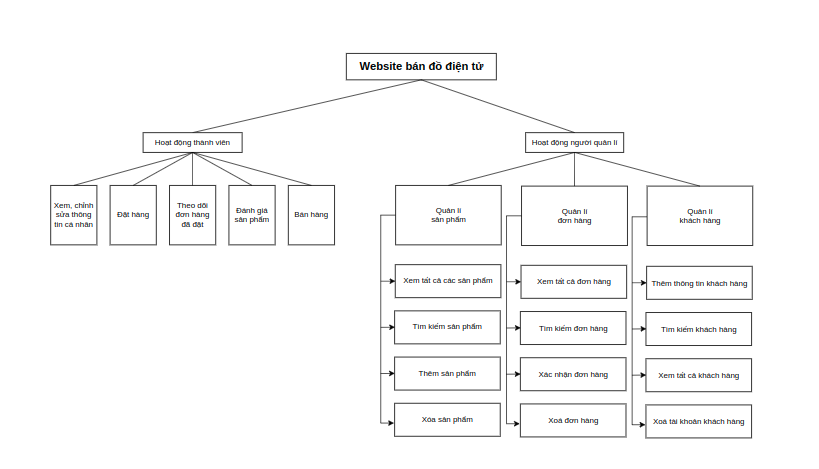 Website bán đồ điện tử
Hoạt động thành viên
Hoạt động người quản lí
Xem, chỉnh
sửa thông
tin cá nhân
Đặt hàng
Theo dõi
đơn hàng
đã đặt
Đánh giá
sản phẩm
Bán hàng
Quản lí
sản phẩm
Quản lí
đơn hàng
Quản lí
khách hàng
Xem tất cả các sản phẩm
Xem tất cả đơn hàng
Thêm thông tin khách hàng
Tìm kiếm sản phẩm
Tìm kiếm đơn hàng
Tìm kiếm khách hàng
Thêm sản phẩm
Xác nhận đơn hàng
Xem tất cả khách hàng
Xóa sản phẩm
Xoá đơn hàng
Xoá tài khoản khách hàng